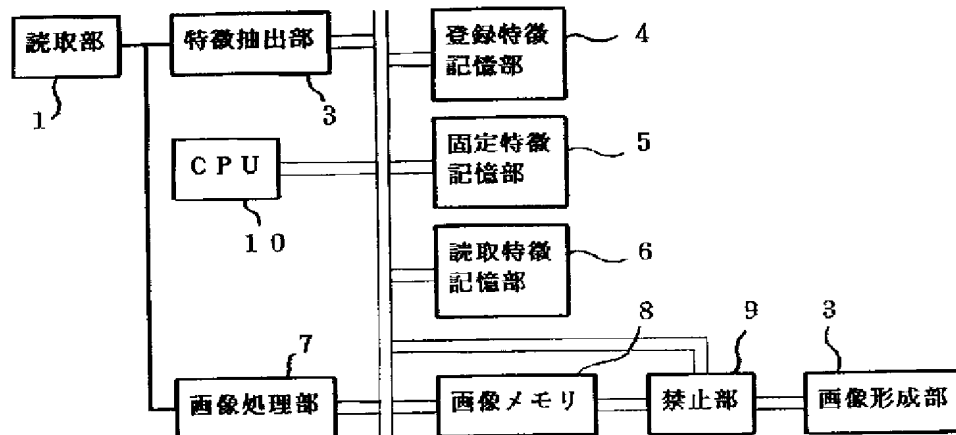 読取部
1
特徴抽出部
3
登録特徴
記憶部
4
CPU
10
固定特徴
記憶部
5
読取特徴
記憶部
6
画像処理部
7
画像メモリ
8
禁止部
9
画像形成部
3